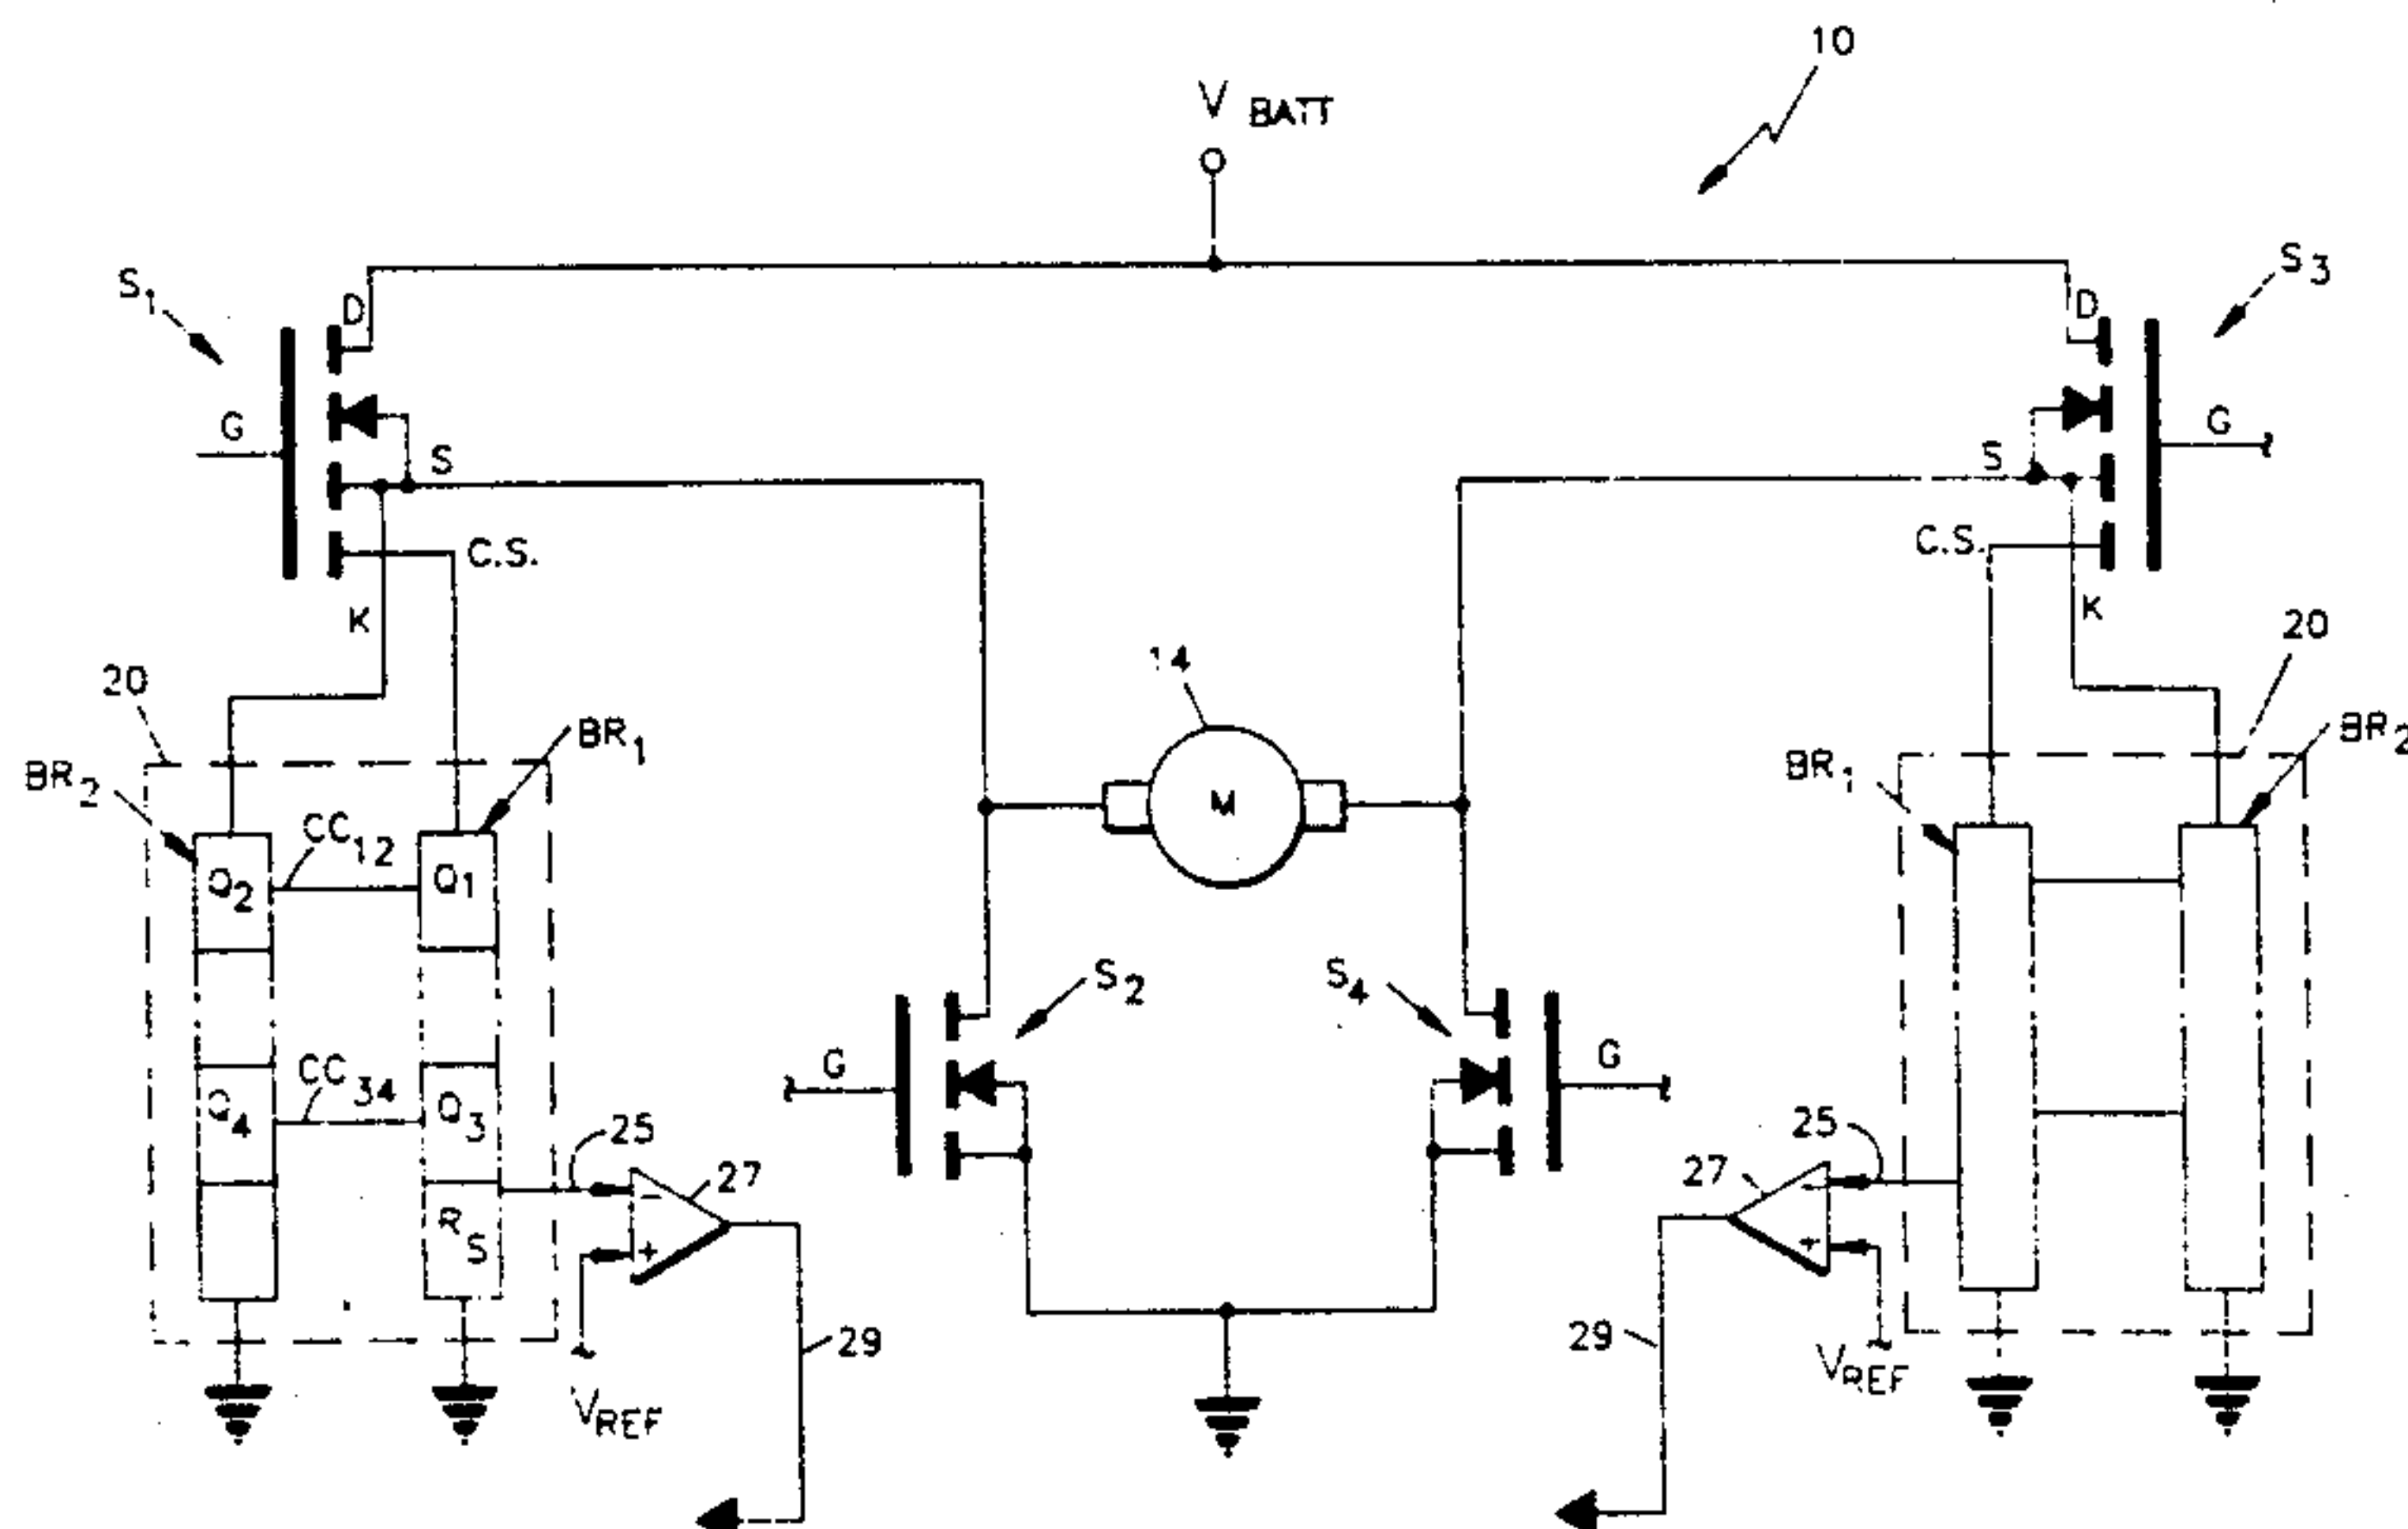 10
V BATT
S1
D
G
S
C.S.
K
S3
D
G
S
C.S.
K
20
BR2
BR1
CC12
Q2
Q1
CC34
Q4
Q3
RS
25
27
-
+
VREF
29
14
M
S2
G
S4
G
20
BR1
BR2
25
27
-
+
VREF
29